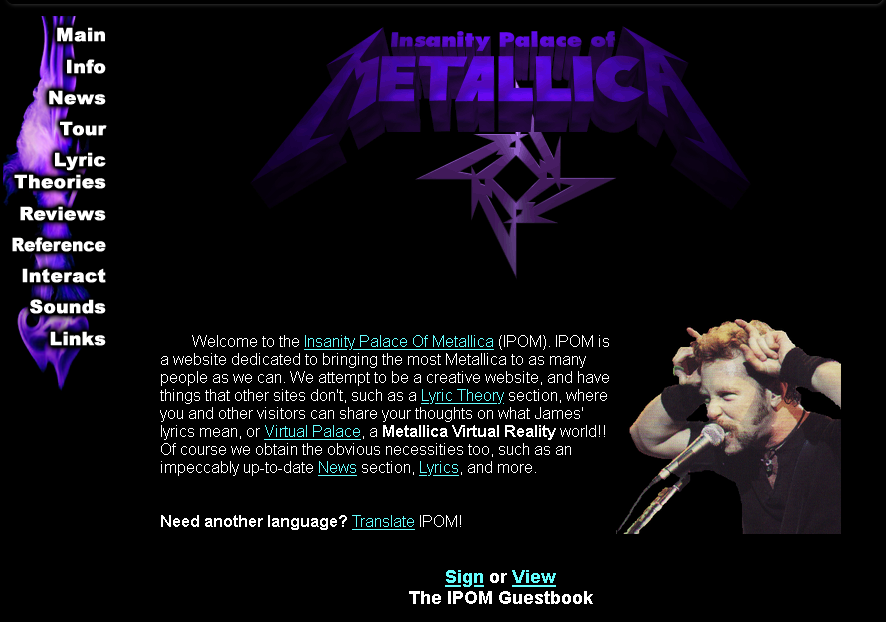 Main
Info
News
Tour
Lyric
Theories
Reviews
Reference
Interact
Sounds
Links
Insanity Palace of
METALLICA
Welcome to the Insanity Palace Of Metallica (IPOM). IPOM is
a website dedicated to bringing the most Metallica to as many
people as we can. We attempt to be a creative website, and have
things that other sites don't, such as a Lyric Theory section, where
you and other visitors can share your thoughts on what James'
lyrics mean, or Virtual Palace, a Metallica Virtual Reality world!!
Of course we obtain the obvious necessities too, such as an
impeccably up-to-date News section, Lyrics, and more.
Need another language? Translate IPOM!
Sign or View
The IPOM Guestbook